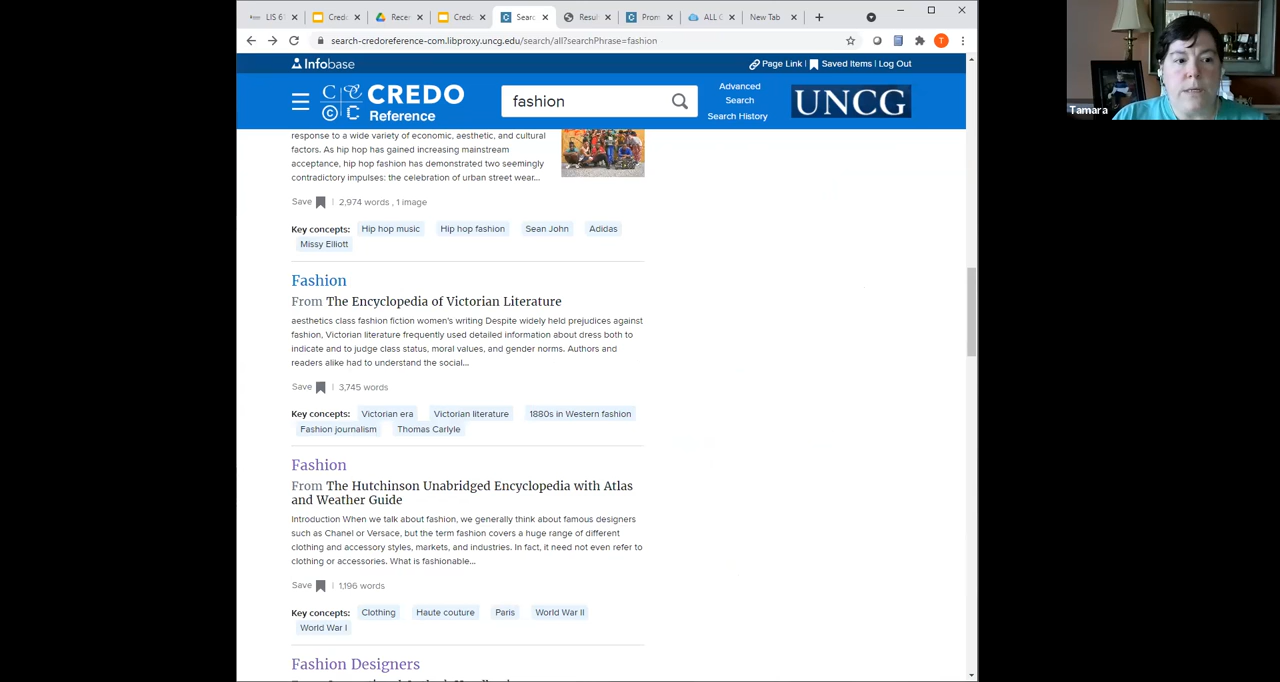 LIS 6
Credo
Recen
Credo
Searc
Resul
Prom
ALL C
New Tab
search-credoreference-com.libproxy.uncg.edu/search/all?searchPhrase=fashion
T
Infobase
Page Link | Saved Items | Log Out
CREDO
Reference
fashion
Advanced
Search
Search History
UNCG
Tamara
response to a wide variety of economic, aesthetic, and cultural
factors. As hip hop has gained increasing mainstream
acceptance, hip hop fashion has demonstrated two seemingly
contradictory impulses: the celebration of urban street wear...
Save | 2,974 words , 1 image
Key concepts: Hip hop music Hip hop fashion Sean John Adidas
Missy Elliott
Fashion
From The Encyclopedia of Victorian Literature
aesthetics class fashion fiction women's writing Despite widely held prejudices against
fashion, Victorian literature frequently used detailed information about dress both to
indicate and to judge class status, moral values, and gender norms. Authors and
readers alike had to understand the social...
Save | 3,745 words
Key concepts: Victorian era Victorian literature 1880s in Western fashion
Fashion journalism Thomas Carlyle
Fashion
From The Hutchinson Unabridged Encyclopedia with Atlas
and Weather Guide
Introduction When we talk about fashion, we generally think about famous designers
such as Chanel or Versace, but the term fashion covers a huge range of different
clothing and accessory styles, markets, and industries. In fact, it need not even refer to
clothing or accessories. What is fashionable...
Save | 1,196 words
Key concepts: Clothing Haute couture Paris World War II
World War I
Fashion Designers